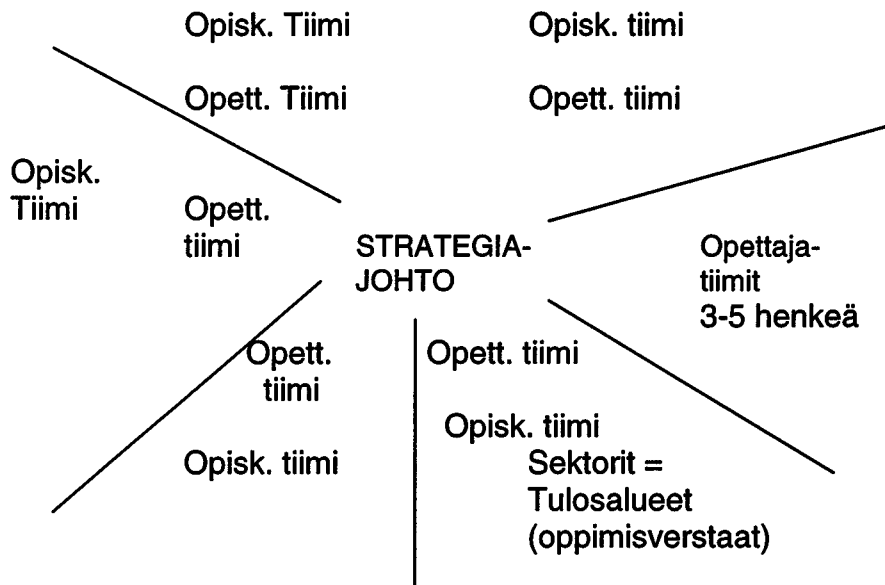 Opisk. Tiimi
Opisk. tiimi
Opett. Tiimi
Opett. tiimi
Opisk.
Tiimi
Opett.
tiimi
STRATEGIA-
JOHTO
Opettaja-
tiimit
3-5 henkeä
Opett.
tiimi
Opisk. tiimi
Opett. tiimi
Opisk. tiimi
Sektorit =
Tulosalueet
(oppimisverstaat)